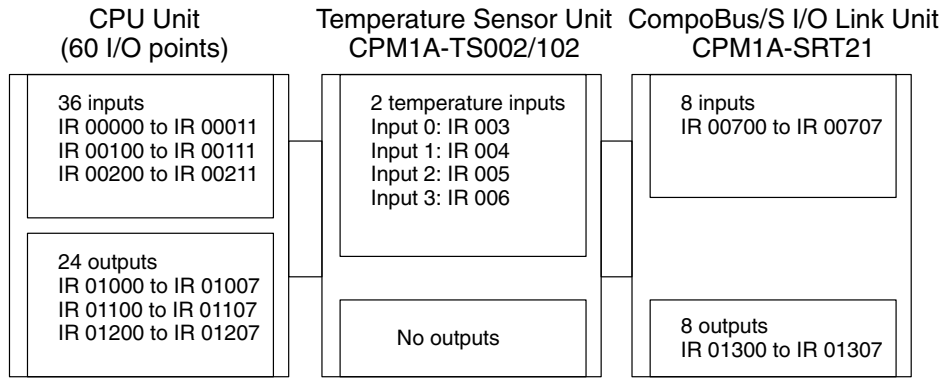 CPU Unit
(60 I/O points)
Temperature Sensor Unit
CPM1A-TS002/102
CompoBus/S I/O Link Unit
CPM1A-SRT21
36 inputs
IR 00000 to IR 00011
IR 00100 to IR 00111
IR 00200 to IR 00211
24 outputs
IR 01000 to IR 01007
IR 01100 to IR 01107
IR 01200 to IR 01207
2 temperature inputs
Input 0: IR 003
Input 1: IR 004
Input 2: IR 005
Input 3: IR 006
No outputs
8 inputs
IR 00700 to IR 00707
8 outputs
IR 01300 to IR 01307